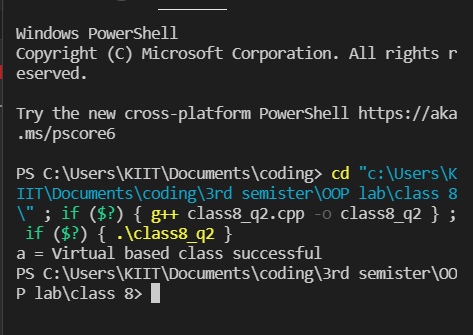 Windows PowerShell
Copyright (C) Microsoft Corporation. All rights r
eserved.
Try the new cross-platform PowerShell https://aka
.ms/pscore6
PS C:\Users\KIIT\Documents\coding> cd "c:\Users\K
IIT\Documents\coding\3rd semister\OOP lab\class 8
\" ; if ($?) { g++ class8_q2.cpp -o class8_q2 } ;
 if ($?) { .\class8_q2 }
a = Virtual based class successful
PS C:\Users\KIIT\Documents\coding\3rd semister\OO
P lab\class 8>